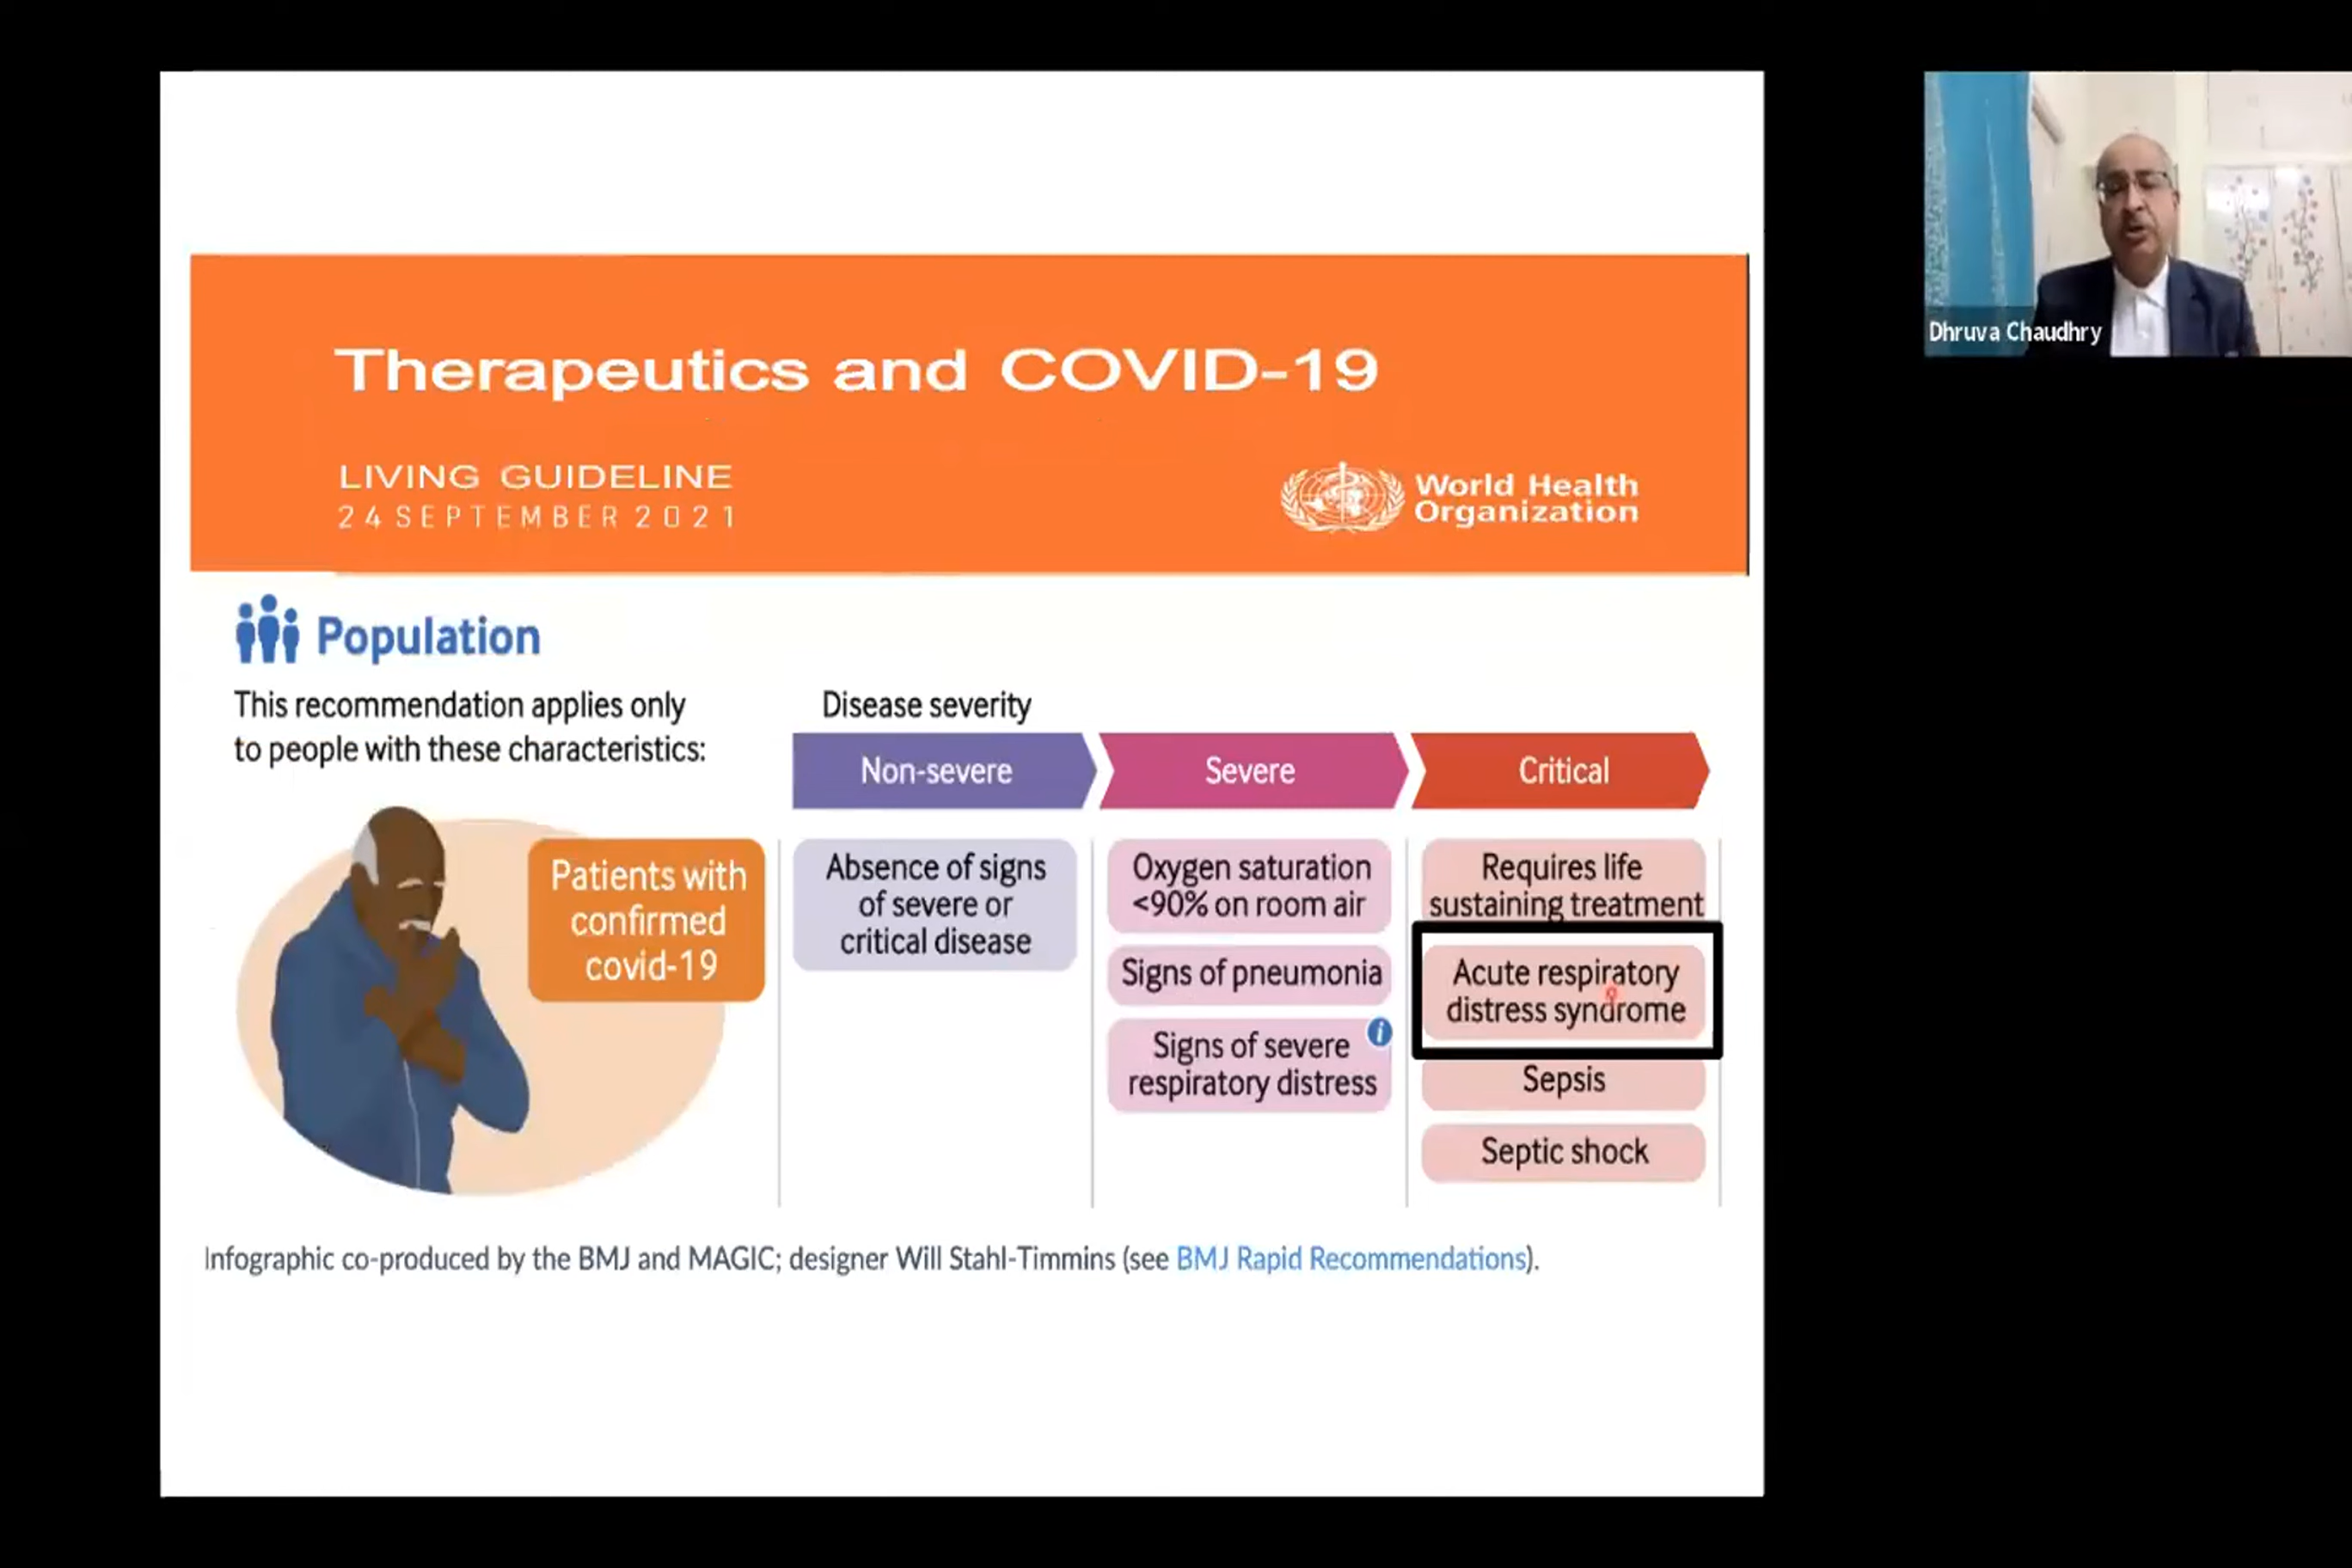 Therapeutics and COVID-19
LIVING GUIDELINE
24 SEPTEMBER 2021
World Health
Organization
Population
This recommendation applies only
to people with these characteristics:
Patients with
confirmed
covid-19
Disease severity
Non-severe
Absence of signs
of severe or
critical disease
Severe
Oxygen saturation
<90% on room air
Signs of pneumonia
Signs of severe
respiratory distress
i
Critical
Requires life
sustaining treatment
Acute respiratory
distress syndrome
Sepsis
Septic shock
Infographic co-produced by the BMJ and MAGIC; designer Will Stahl-Timmins (see BMJ Rapid Recommendations).
Dhruva Chaudhry